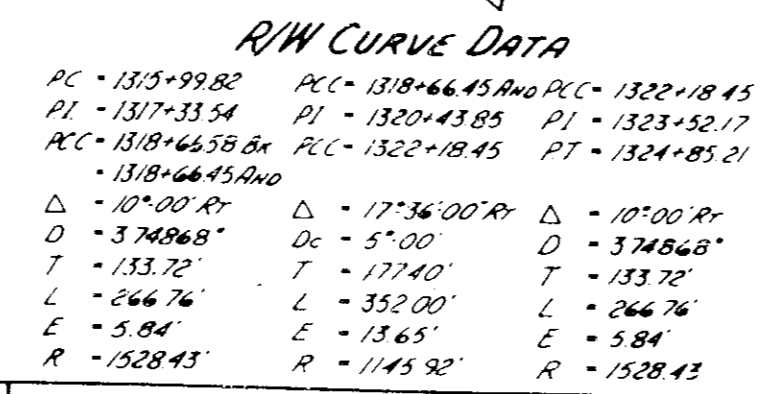 R/W CURVE DATA
PC = 1315+99.82
PI. = 1317+33.54
PCC = 1318+66.58 BK
= 1318+66.45 AHD
Δ = 10°-00' RT
D = 3.74868°
T = 133.72'
L = 266.76'
E = 5.84'
R = 1528.43'
PCC = 1318+66.45 AHD
PI = 1320+43.85
PCC = 1322+18.45
Δ = 17°36'00" RT
Dc = 5°-00'
T = 177.40'
L = 352.00'
E = 13.65'
R = 1145.92'
PCC = 1322+18.45
PI = 1323+52.17
P.T = 1324+85.21
Δ = 10°-00' RT
D = 3.74868°
T = 133.72'
L = 266.76'
E = 5.84'
R = 1528.43